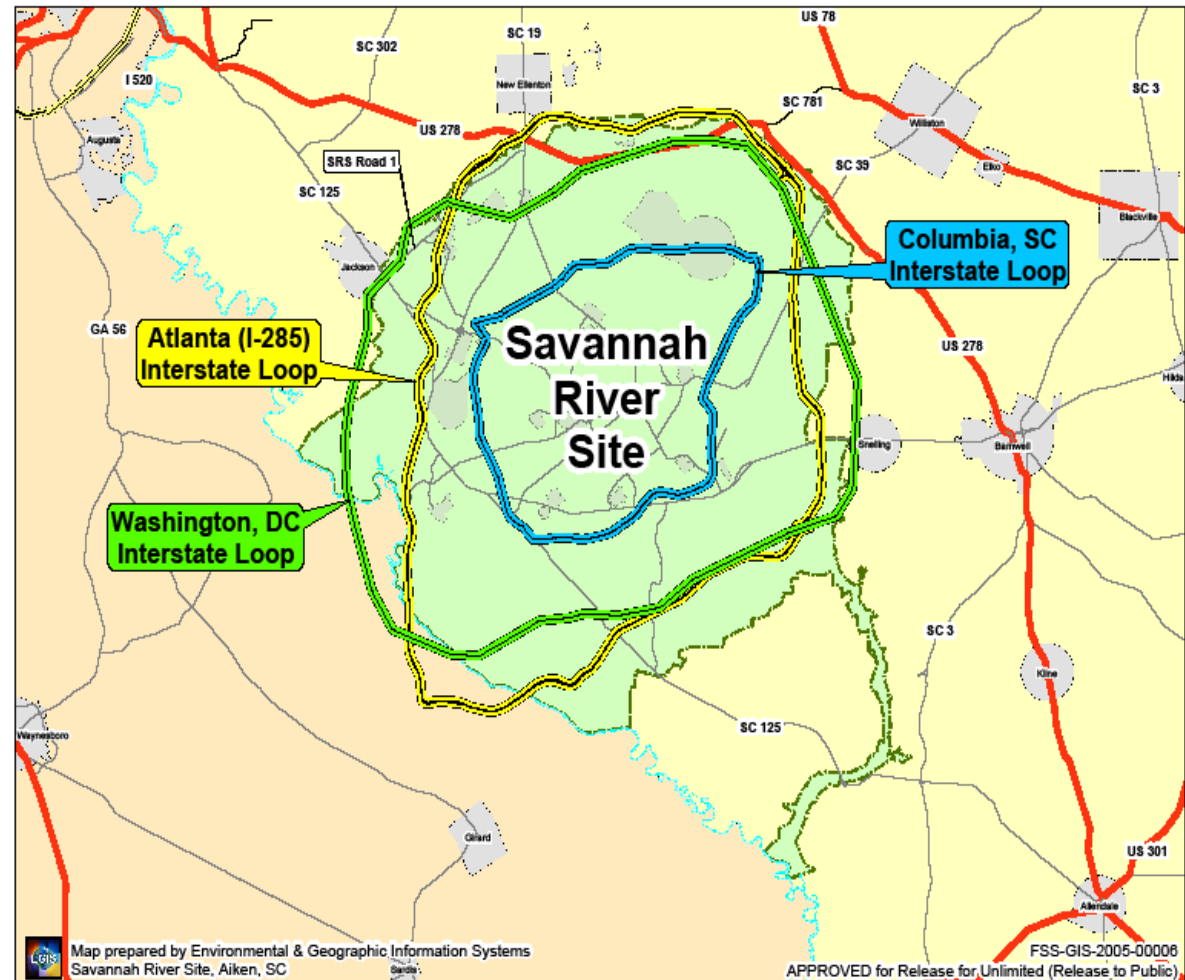 US 78
SC 19
SC 302
I 520
SC 3
New Ellenton
SC 781
Williston
US 278
Augusta
SRS Road 1
SC 39
Elko
SC 125
Blackville
Jackson
Columbia, SC
Interstate Loop
GA 56
Atlanta (I-285)
Interstate Loop
Savannah
River
Site
US 278
Snelling
Barnwell
Washington, DC
Interstate Loop
SC 3
Kline
SC 125
Waynesboro
Girard
US 301
Allendale
Map prepared by Environmental & Geographic Information Systems
Savannah River Site, Aiken, SC
Sardis
FSS-GIS-2005-00006
APPROVED for Release for Unlimited (Release to Public)